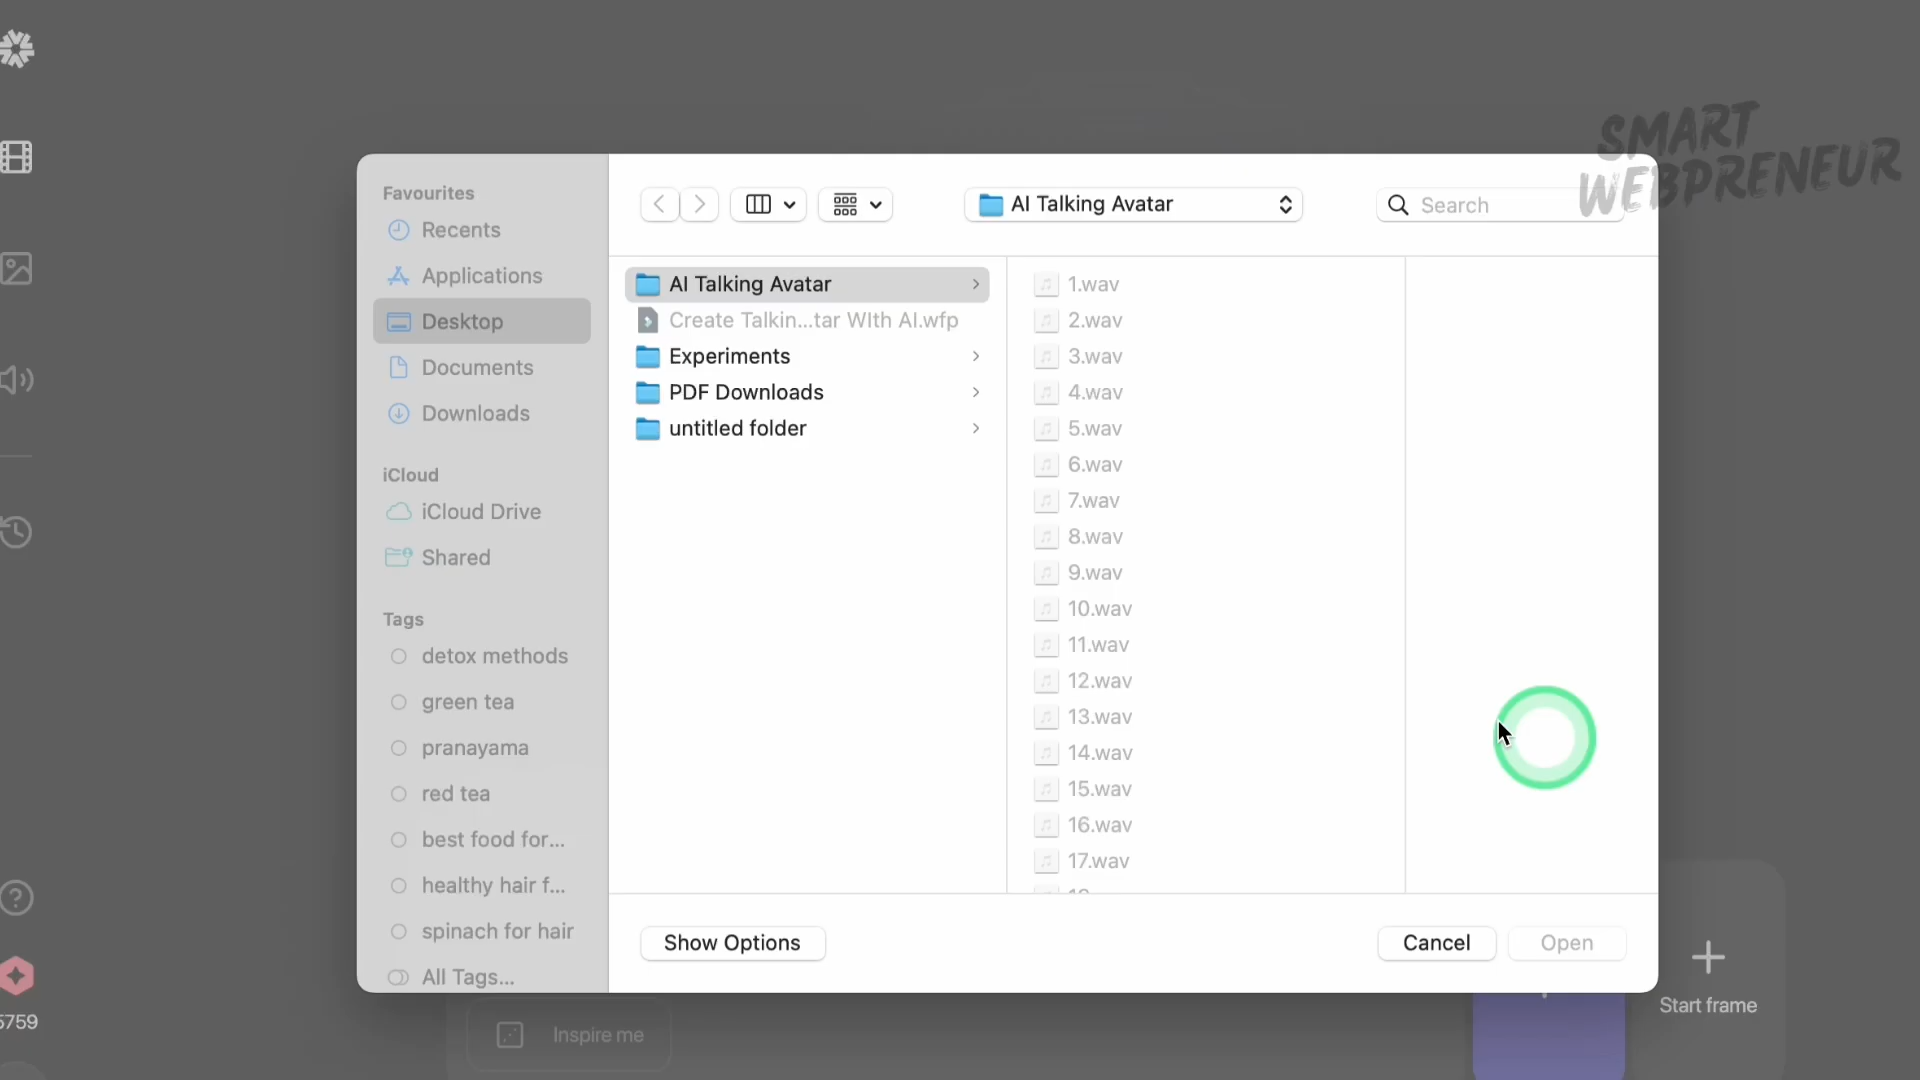 SMART
WEBPRENEUR
Favourites
Recents
Applications
Desktop
Documents
Downloads
iCloud
iCloud Drive
Shared
Tags
detox methods
green tea
pranayama
red tea
best food for...
healthy hair f...
spinach for hair
All Tags...
AI Talking Avatar
Search
AI Talking Avatar
Create Talkin...tar WIth AI.wfp
Experiments
PDF Downloads
untitled folder
1.wav
2.wav
3.wav
4.wav
5.wav
6.wav
7.wav
8.wav
9.wav
10.wav
11.wav
12.wav
13.wav
14.wav
15.wav
16.wav
17.wav
Show Options
Cancel
Open
5759
Inspire me
Start frame